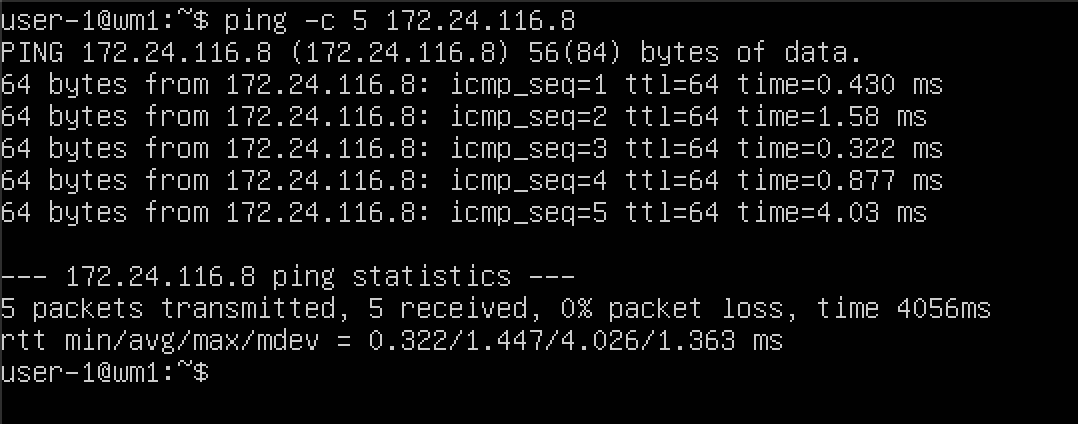 user-1@wm1:~$ ping -c 5 172.24.116.8
PING 172.24.116.8 (172.24.116.8) 56(84) bytes of data.
64 bytes from 172.24.116.8: icmp_seq=1 ttl=64 time=0.430 ms
64 bytes from 172.24.116.8: icmp_seq=2 ttl=64 time=1.58 ms
64 bytes from 172.24.116.8: icmp_seq=3 ttl=64 time=0.322 ms
64 bytes from 172.24.116.8: icmp_seq=4 ttl=64 time=0.877 ms
64 bytes from 172.24.116.8: icmp_seq=5 ttl=64 time=4.03 ms
--- 172.24.116.8 ping statistics ---
5 packets transmitted, 5 received, 0% packet loss, time 4056ms
rtt min/avg/max/mdev = 0.322/1.447/4.026/1.363 ms
user-1@wm1:~$